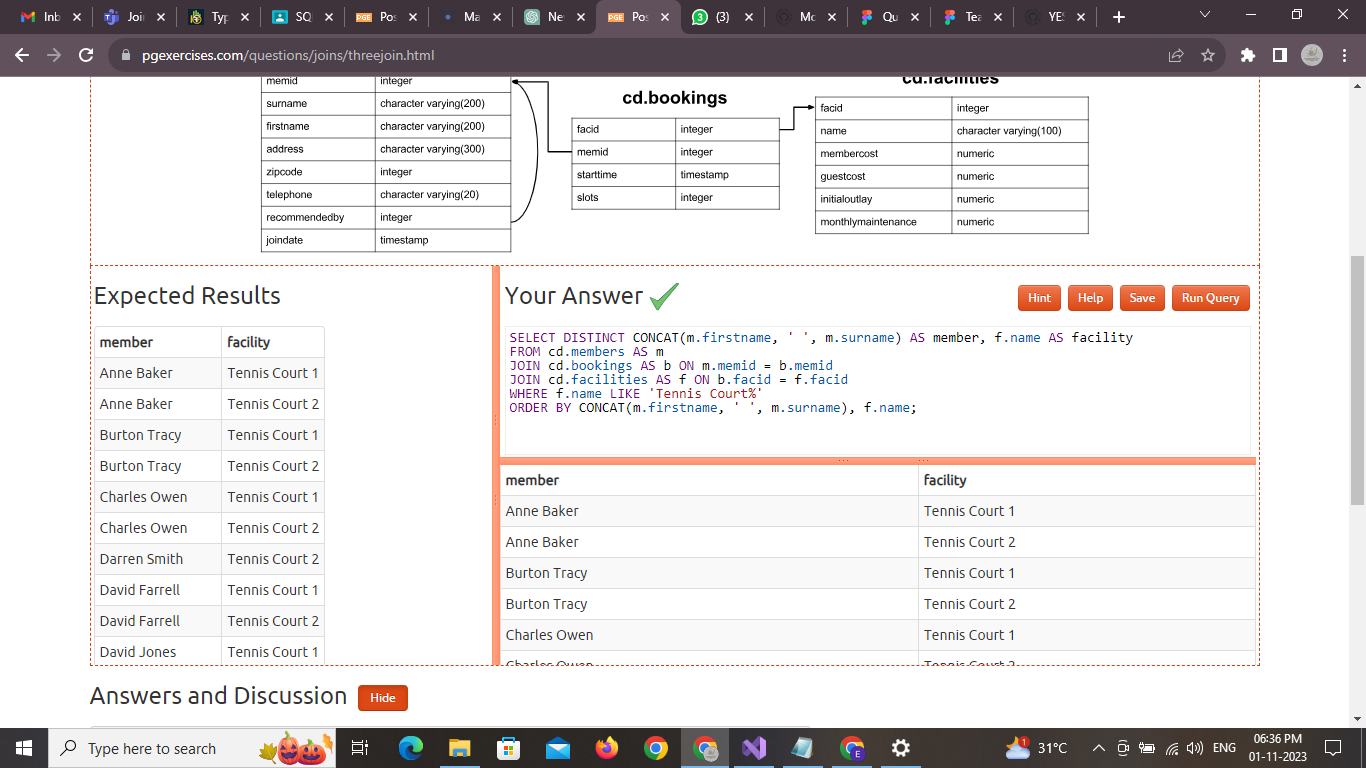 Inb
Joi
Typ
SQ
Pos
Ma
Ne
Pos
(3)
Mc
Qu
Tea
YE
pgexercises.com/questions/joins/threejoin.html
memid integer
surname character varying(200)
firstname character varying(200)
address character varying(300)
zipcode integer
telephone character varying(20)
recommendedby integer
joindate timestamp
cd.bookings
facid integer
memid integer
starttime timestamp
slots integer
cd.facilities
facid integer
name character varying(100)
membercost numeric
guestcost numeric
initialoutlay numeric
monthlymaintenance numeric
Expected Results
member facility
Anne Baker Tennis Court 1
Anne Baker Tennis Court 2
Burton Tracy Tennis Court 1
Burton Tracy Tennis Court 2
Charles Owen Tennis Court 1
Charles Owen Tennis Court 2
Darren Smith Tennis Court 2
David Farrell Tennis Court 1
David Farrell Tennis Court 2
David Jones Tennis Court 1
Your Answer
Hint Help Save Run Query
SELECT DISTINCT CONCAT(m.firstname, ' ', m.surname) AS member, f.name AS facility
FROM cd.members AS m
JOIN cd.bookings AS b ON m.memid = b.memid
JOIN cd.facilities AS f ON b.facid = f.facid
WHERE f.name LIKE 'Tennis Court%'
ORDER BY CONCAT(m.firstname, ' ', m.surname), f.name;
member facility
Anne Baker Tennis Court 1
Anne Baker Tennis Court 2
Burton Tracy Tennis Court 1
Burton Tracy Tennis Court 2
Charles Owen Tennis Court 1
Charles Owen Tennis Court 2
Answers and Discussion Hide
Type here to search
31°C
ENG
06:36 PM
01-11-2023